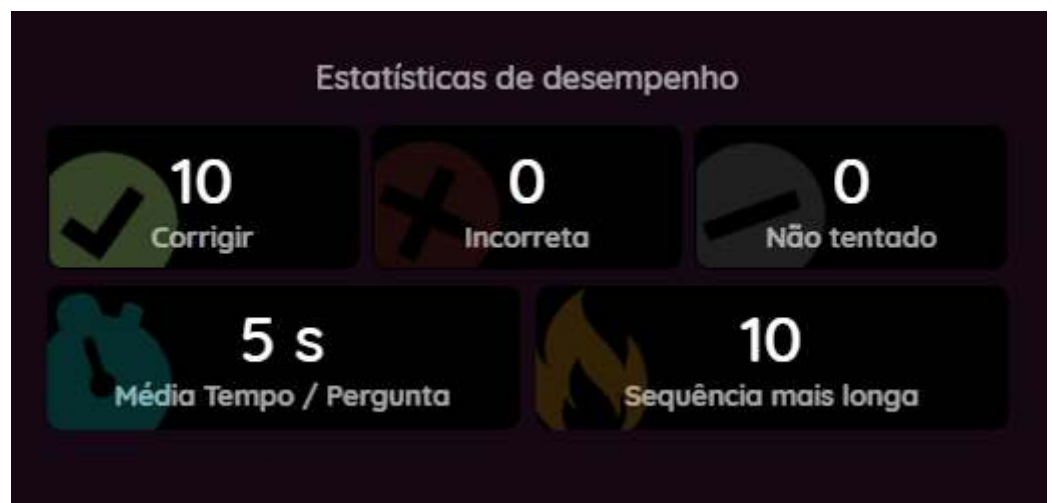 Estatísticas de desempenho
10
Corrigir
0
Incorreta
0
Não tentado
5 s
Média Tempo / Pergunta
10
Sequência mais longa